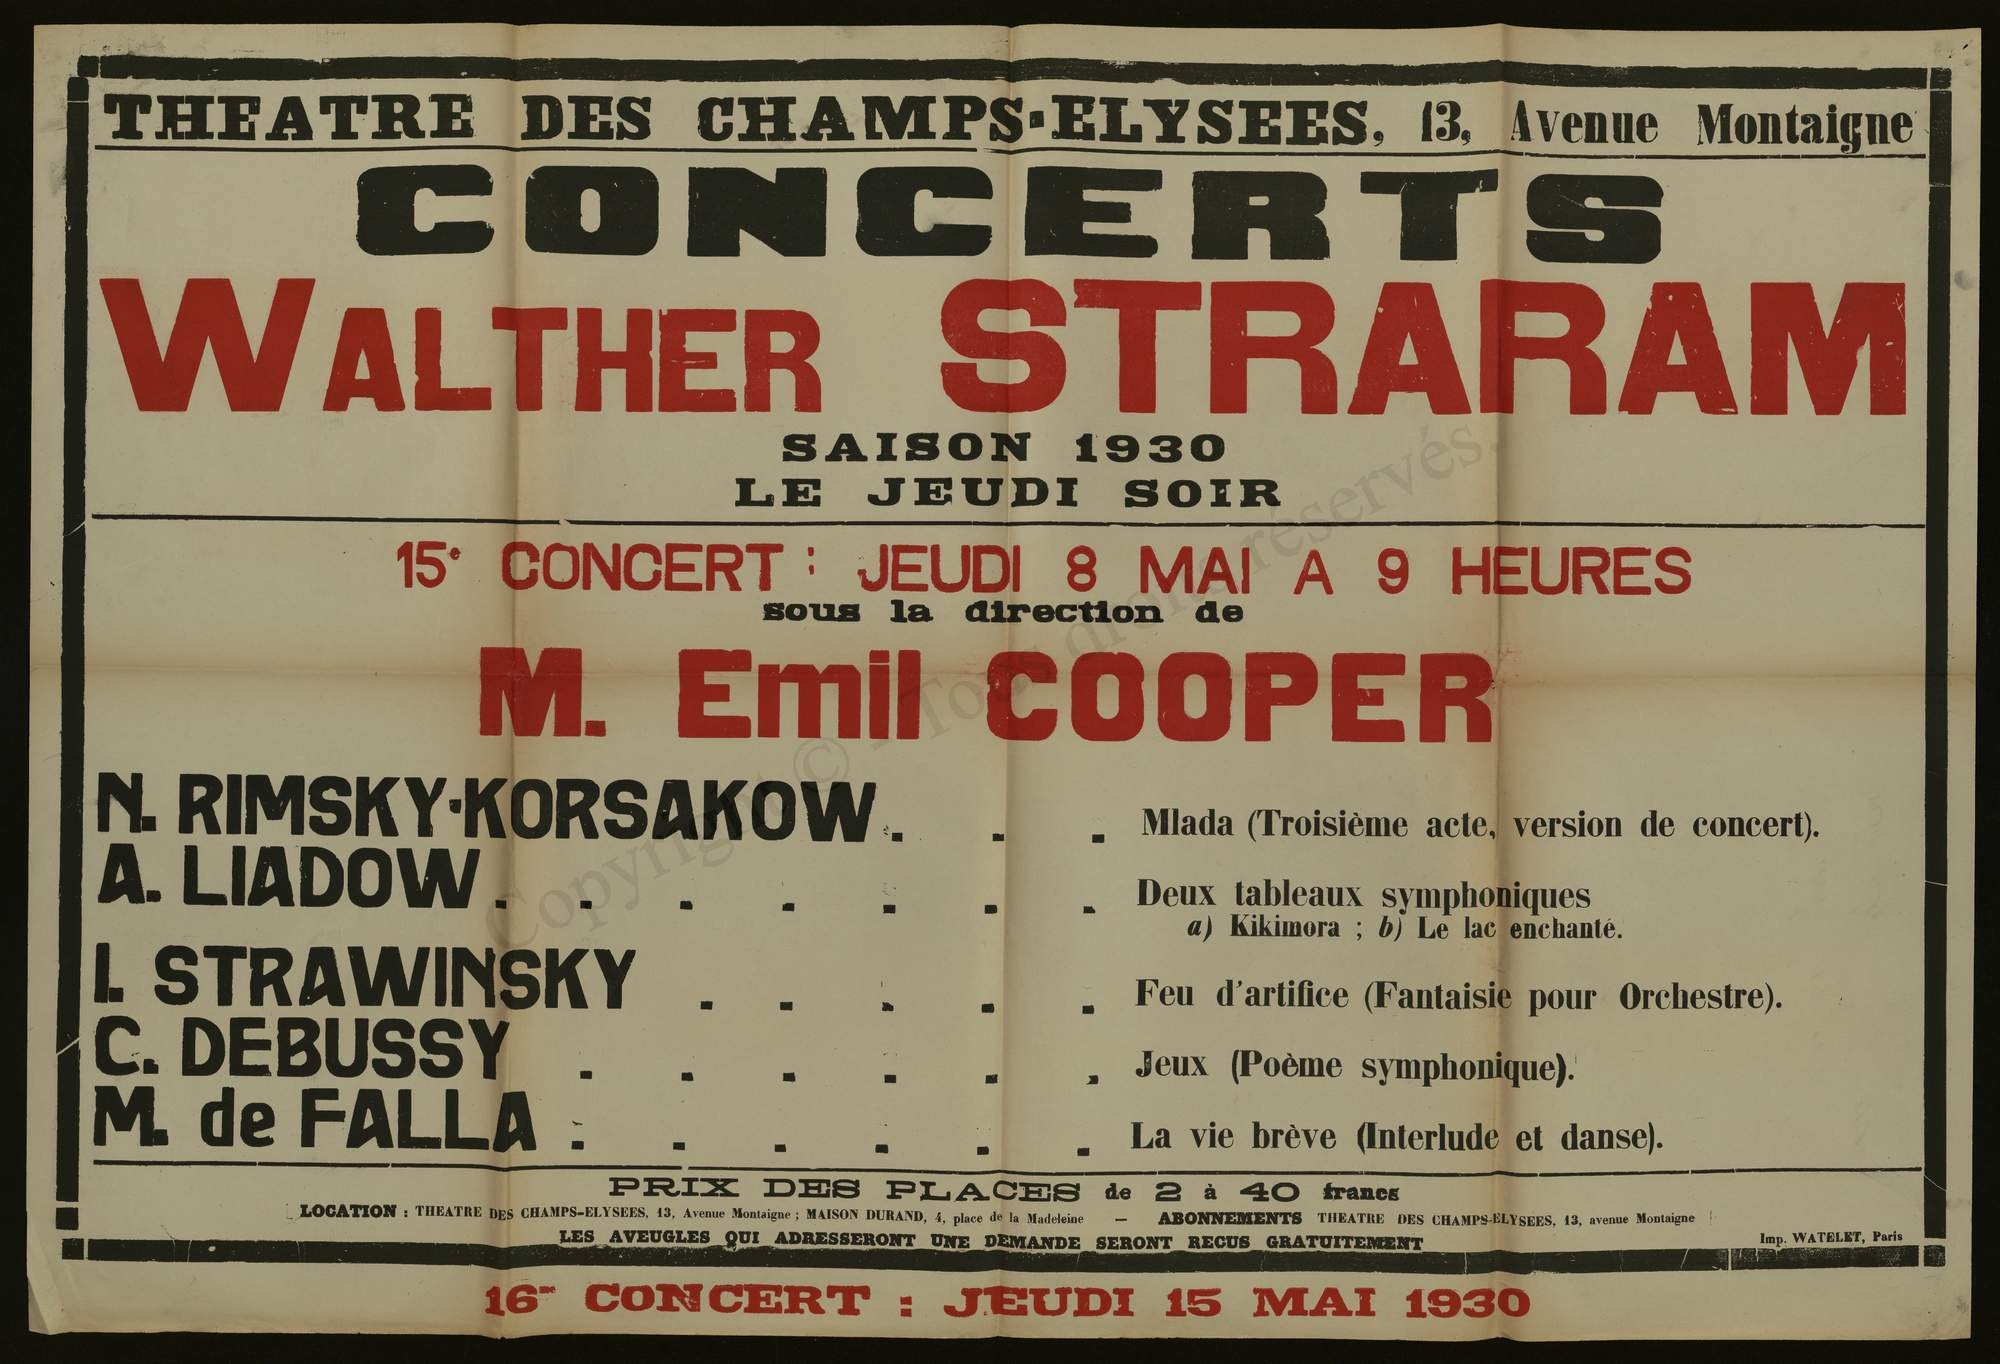 THEATRE DES CHAMPS-ELYSEES, 13, Avenue Montaigne
CONCERTS
WALTHER STRARAM
SAISON 1930
LE JEUDI SOIR
15e CONCERT : JEUDI 8 MAI A 9 HEURES
sous la direction de
M. Emil COOPER
N. RIMSKY-KORSAKOW . . . Mlada (Troisième acte, version de concert).
A. LIADOW . . . . . . . Deux tableaux symphoniques
a) Kikimora ; b) Le lac enchanté.
I. STRAWINSKY . . . . . Feu d'artifice (Fantaisie pour Orchestre).
C. DEBUSSY . . . . . . Jeux (Poème symphonique).
M. de FALLA . . . . . . La vie brève (Interlude et danse).
PRIX DES PLACES de 2 à 40 francs
LOCATION : THEATRE DES CHAMPS-ELYSEES, 13, Avenue Montaigne ; MAISON DURAND, 4, place de la Madeleine — ABONNEMENTS THEATRE DES CHAMPS-ELYSEES, 13, avenue Montaigne
LES AVEUGLES QUI ADRESSERONT UNE DEMANDE SERONT RECUS GRATUITEMENT
Imp. WATELET, Paris
16me CONCERT : JEUDI 15 MAI 1930
Copyright © - Tous droits réservés.